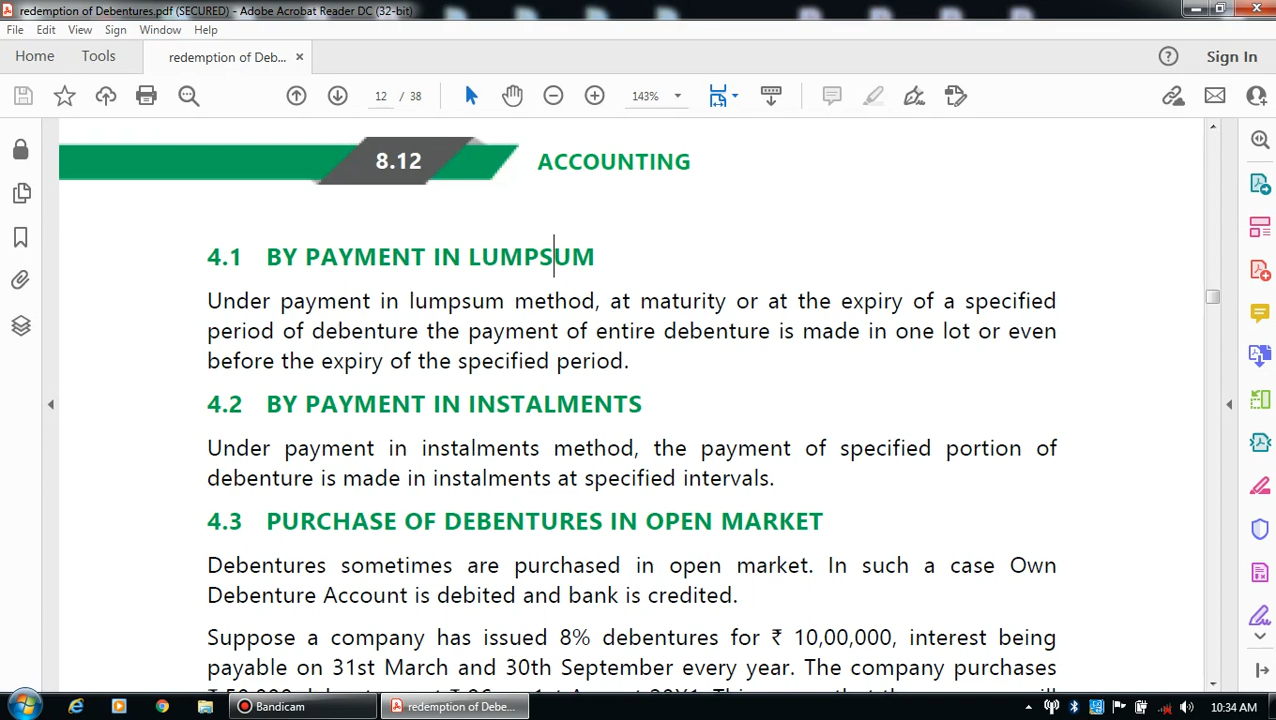 redemption of Debentures.pdf (SECURED) - Adobe Acrobat Reader DC (32-bit)
File Edit View Sign Window Help
Home Tools redemption of Deb... × Sign In
12 / 38 143%
8.12 ACCOUNTING
4.1 BY PAYMENT IN LUMPSUM
Under payment in lumpsum method, at maturity or at the expiry of a specified
period of debenture the payment of entire debenture is made in one lot or even
before the expiry of the specified period.
4.2 BY PAYMENT IN INSTALMENTS
Under payment in instalments method, the payment of specified portion of
debenture is made in instalments at specified intervals.
4.3 PURCHASE OF DEBENTURES IN OPEN MARKET
Debentures sometimes are purchased in open market. In such a case Own
Debenture Account is debited and bank is credited.
Suppose a company has issued 8% debentures for ₹ 10,00,000, interest being
payable on 31st March and 30th September every year. The company purchases
Bandicam redemption of Debe... 10:34 AM